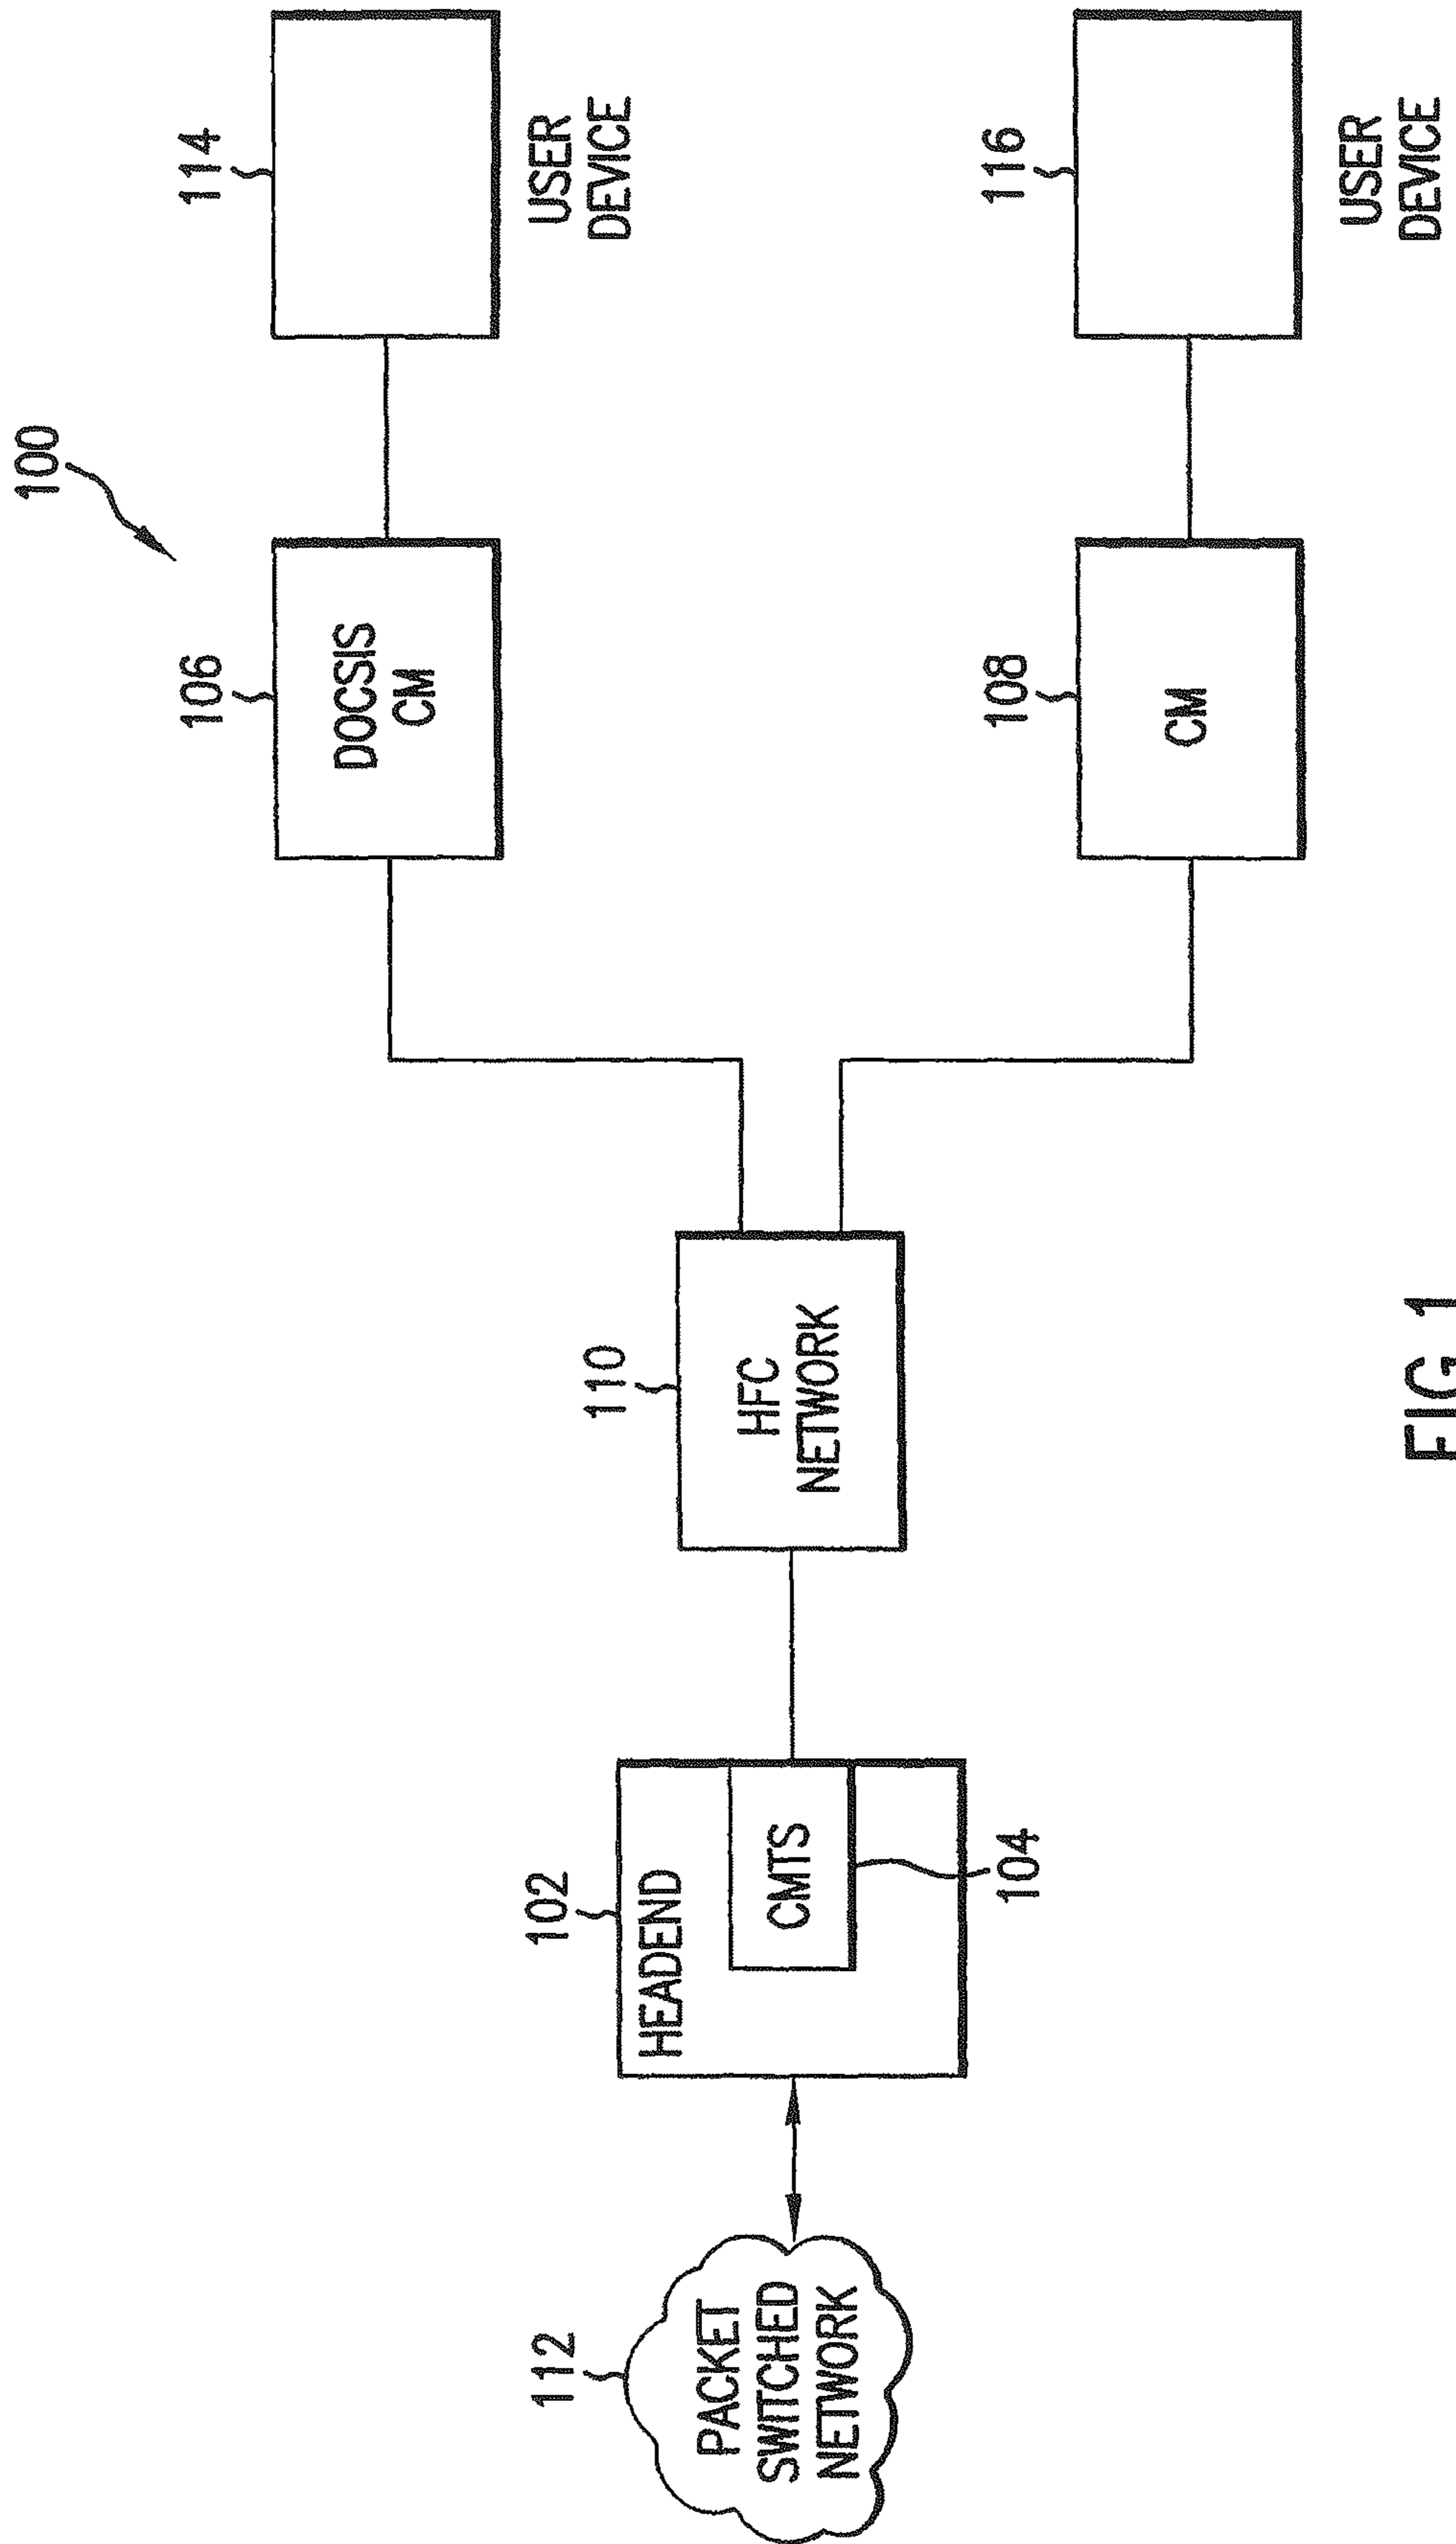 100
112
PACKET
SWITCHED
NETWORK
102
HEADEND
CMTS
104
110
HFC
NETWORK
106
DOCSIS
CM
114
USER
DEVICE
108
CM
116
USER
DEVICE
FIG. 1